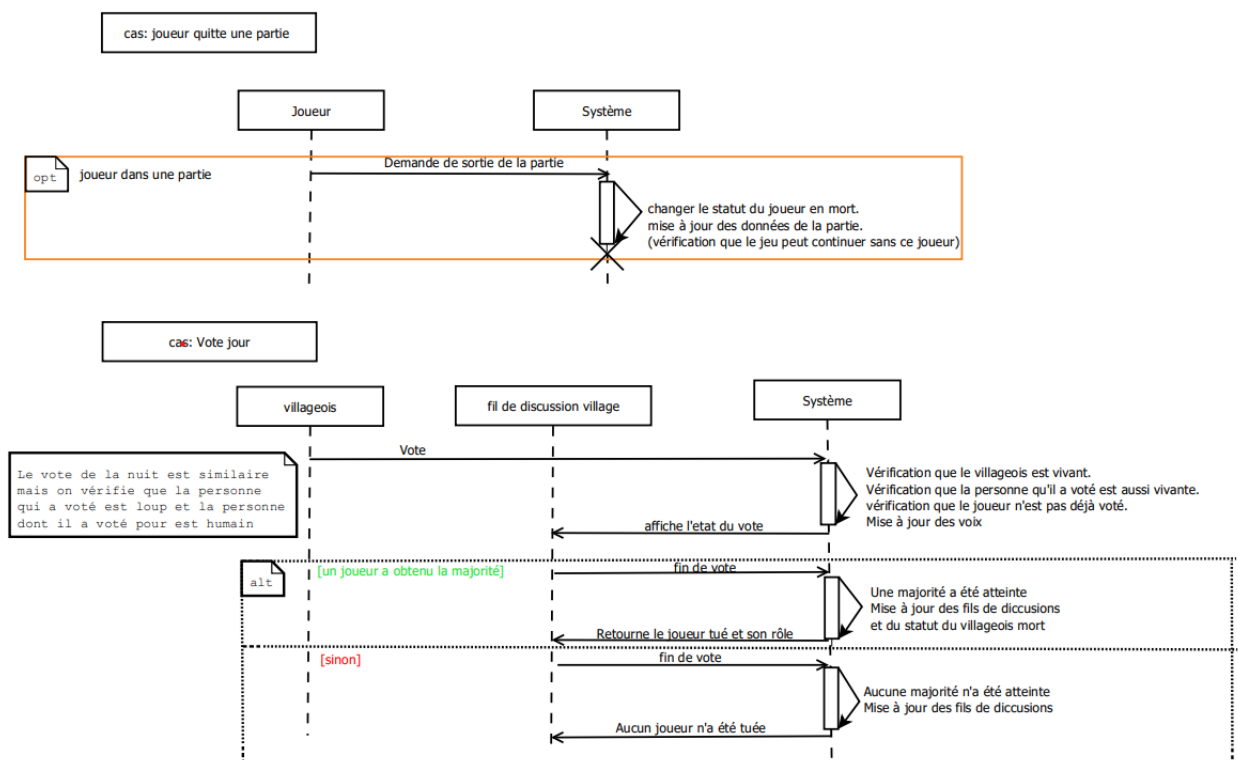 cas: joueur quitte une partie
Joueur
Système
opt
joueur dans une partie
Demande de sortie de la partie
changer le statut du joueur en mort.
mise à jour des données de la partie.
(vérification que le jeu peut continuer sans ce joueur)
cas: Vote jour
villageois
fil de discussion village
Système
Vote
Le vote de la nuit est similaire
mais on vérifie que la personne
qui a voté est loup et la personne
dont il a voté pour est humain
Vérification que le villageois est vivant.
Vérification que la personne qu'il a voté est aussi vivante.
vérification que le joueur n'est pas déjà voté.
Mise à jour des voix
affiche l'etat du vote
alt
[un joueur a obtenu la majorité]
fin de vote
Une majorité a été atteinte
Mise à jour des fils de diccusions
et du statut du villageois mort
Retourne le joueur tué et son rôle
[sinon]
fin de vote
Aucune majorité n'a été atteinte
Mise à jour des fils de diccusions
Aucun joueur n'a été tuée